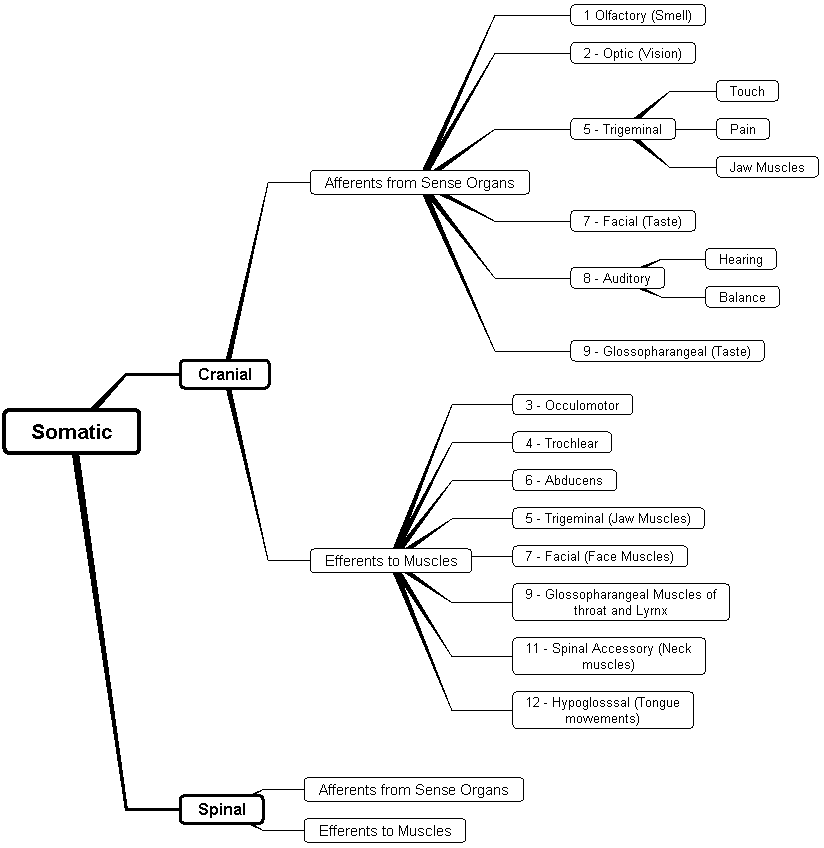 1 Olfactory (Smell)
2 - Optic (Vision)
Touch
5 - Trigeminal
Pain
Jaw Muscles
Afferents from Sense Organs
7 - Facial (Taste)
Hearing
8 - Auditory
Balance
9 - Glossopharangeal (Taste)
Cranial
3 - Occulomotor
Somatic
4 - Trochlear
6 - Abducens
5 - Trigeminal (Jaw Muscles)
Efferents to Muscles
7 - Facial (Face Muscles)
9 - Glossopharangeal Muscles of
throat and Lyrnx
11 - Spinal Accessory (Neck
muscles)
12 - Hypoglosssal (Tongue
mowements)
Afferents from Sense Organs
Spinal
Efferents to Muscles